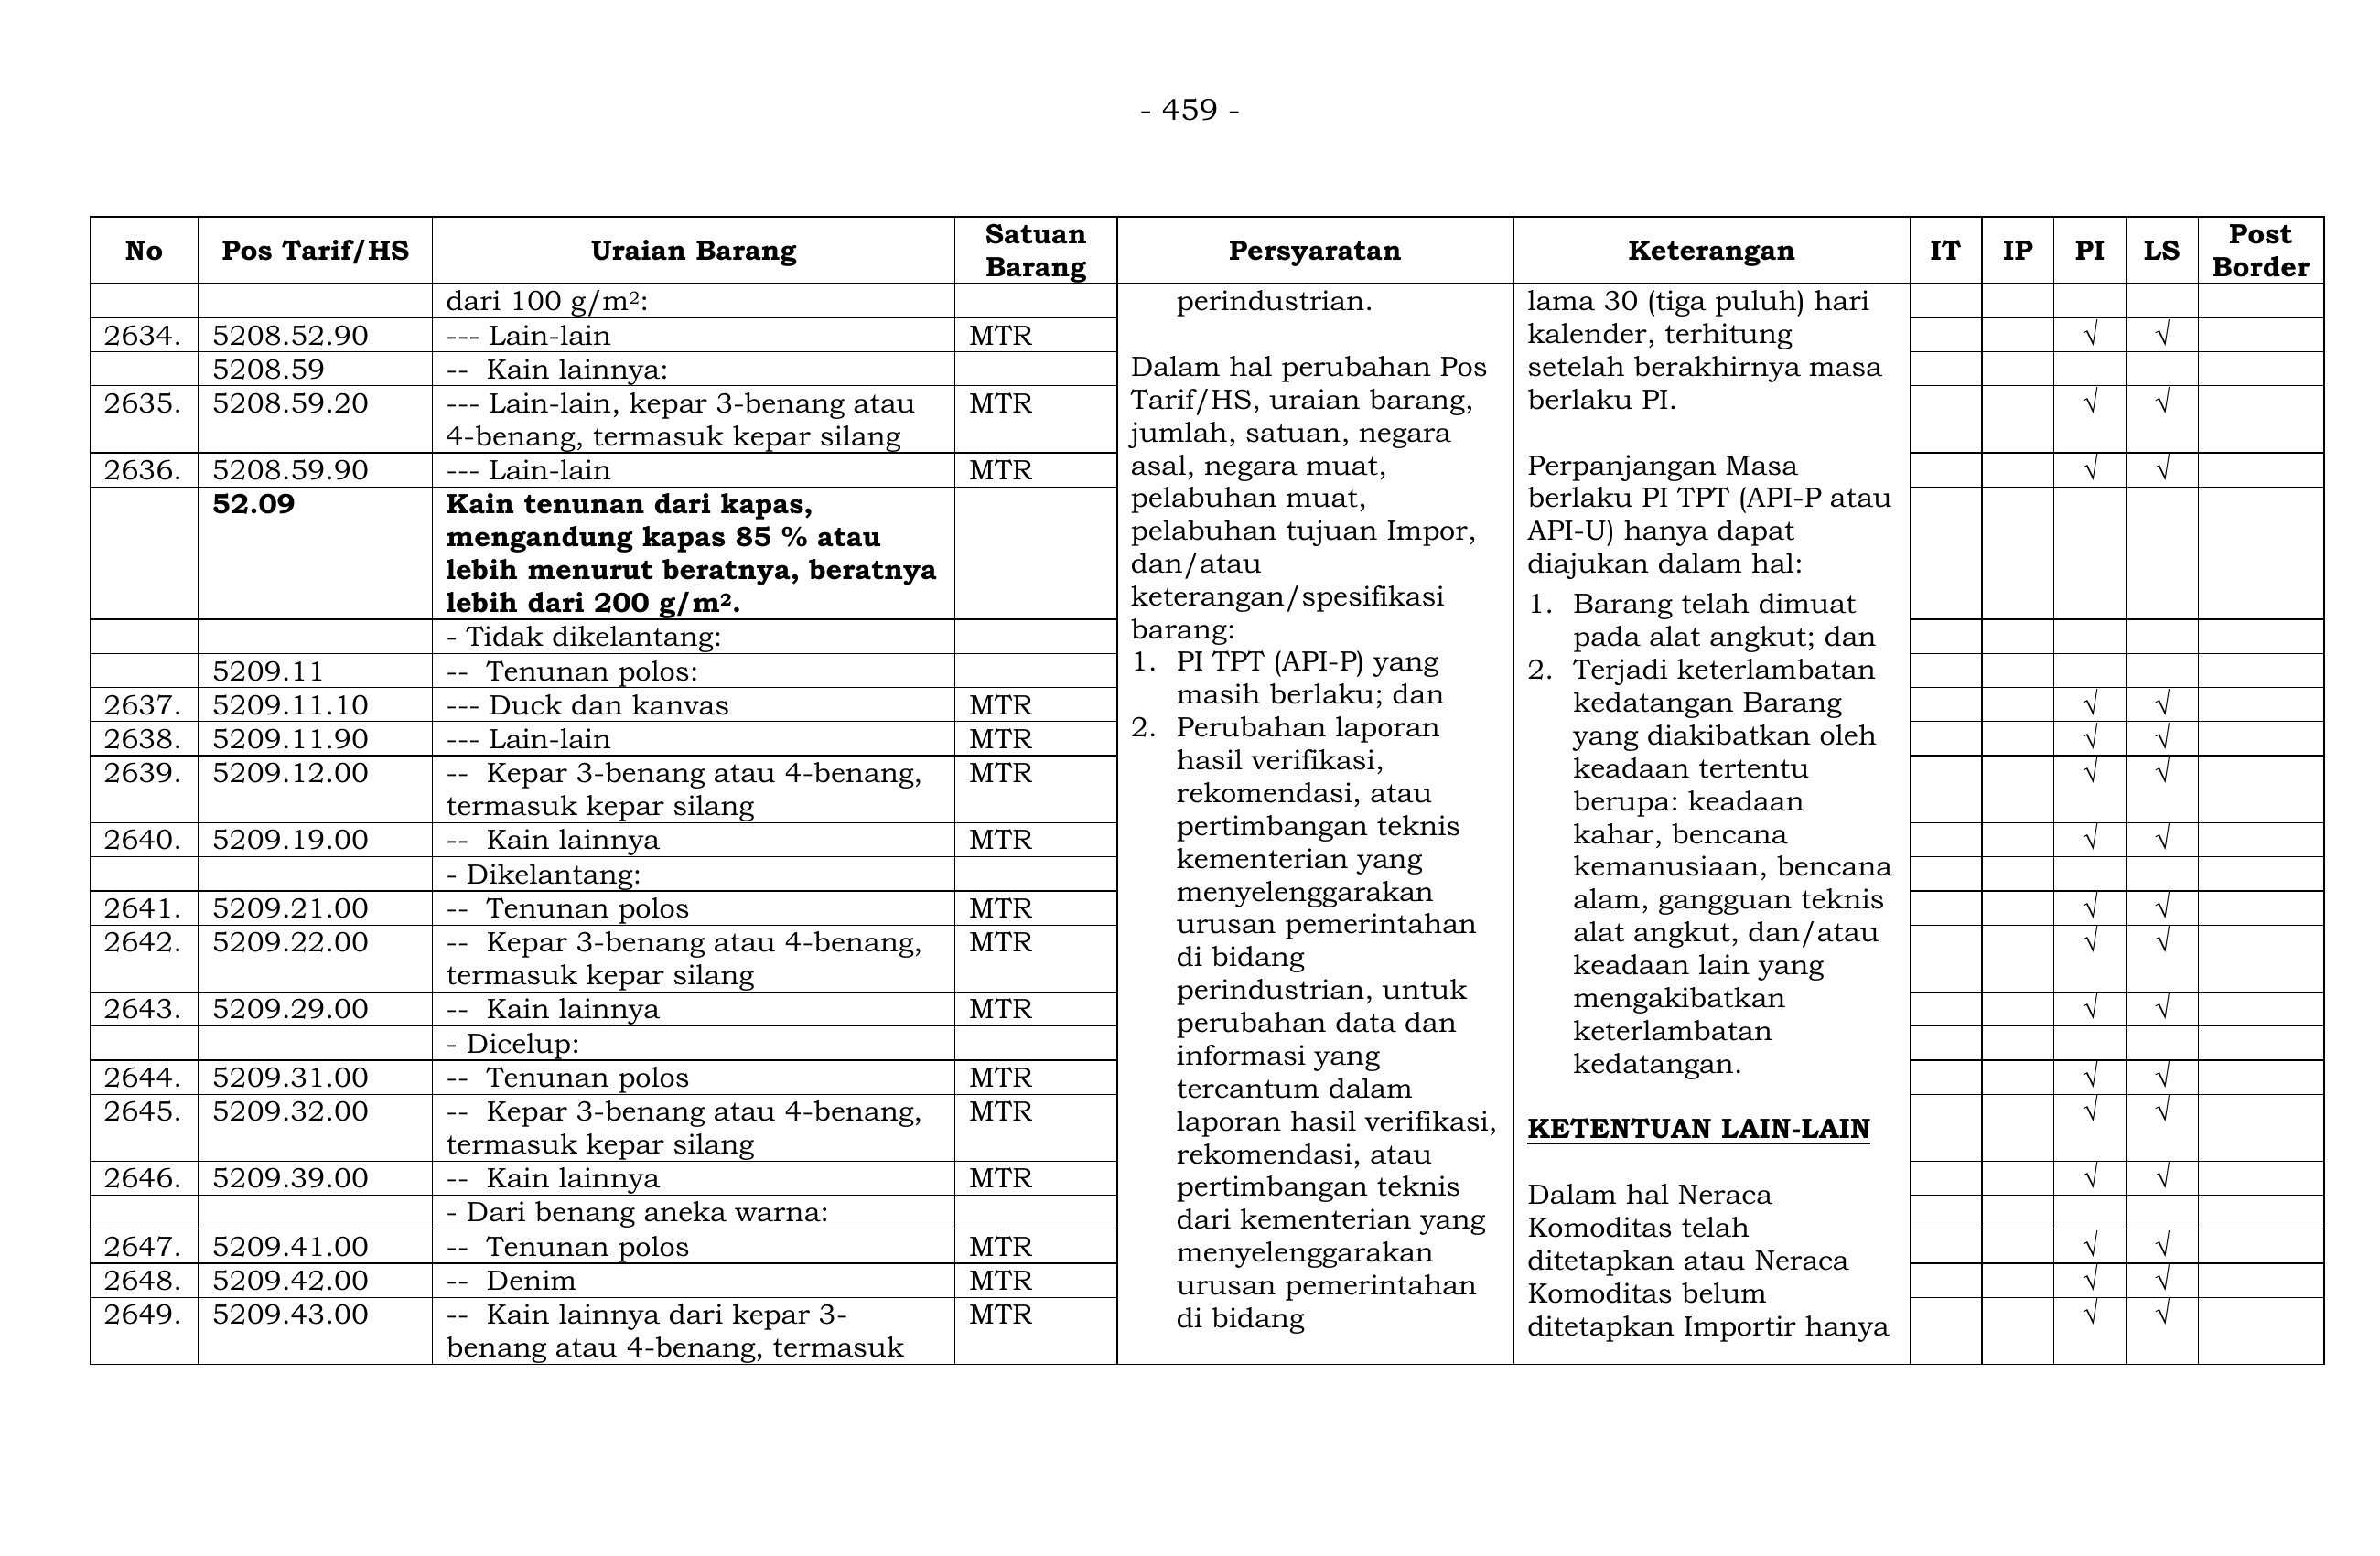 - 459 -
No Pos Tarif/HS Uraian Barang Satuan Barang Persyaratan Keterangan IT IP PI LS Post Border
dari 100 g/m²:
2634. 5208.52.90 --- Lain-lain MTR √ √
5208.59 -- Kain lainnya:
2635. 5208.59.20 --- Lain-lain, kepar 3-benang atau MTR √ √
4-benang, termasuk kepar silang
2636. 5208.59.90 --- Lain-lain MTR √ √
52.09 Kain tenunan dari kapas,
mengandung kapas 85 % atau
lebih menurut beratnya, beratnya
lebih dari 200 g/m².
- Tidak dikelantang:
5209.11 -- Tenunan polos:
2637. 5209.11.10 --- Duck dan kanvas MTR √ √
2638. 5209.11.90 --- Lain-lain MTR √ √
2639. 5209.12.00 -- Kepar 3-benang atau 4-benang, MTR √ √
termasuk kepar silang
2640. 5209.19.00 -- Kain lainnya MTR √ √
- Dikelantang:
2641. 5209.21.00 -- Tenunan polos MTR √ √
2642. 5209.22.00 -- Kepar 3-benang atau 4-benang, MTR √ √
termasuk kepar silang
2643. 5209.29.00 -- Kain lainnya MTR √ √
- Dicelup:
2644. 5209.31.00 -- Tenunan polos MTR √ √
2645. 5209.32.00 -- Kepar 3-benang atau 4-benang, MTR √ √
termasuk kepar silang
2646. 5209.39.00 -- Kain lainnya MTR √ √
- Dari benang aneka warna:
2647. 5209.41.00 -- Tenunan polos MTR √ √
2648. 5209.42.00 -- Denim MTR √ √
2649. 5209.43.00 -- Kain lainnya dari kepar 3- MTR √ √
benang atau 4-benang, termasuk
perindustrian.
Dalam hal perubahan Pos
Tarif/HS, uraian barang,
jumlah, satuan, negara
asal, negara muat,
pelabuhan muat,
pelabuhan tujuan Impor,
dan/atau
keterangan/spesifikasi
barang:
1. PI TPT (API-P) yang
masih berlaku; dan
2. Perubahan laporan
hasil verifikasi,
rekomendasi, atau
pertimbangan teknis
kementerian yang
menyelenggarakan
urusan pemerintahan
di bidang
perindustrian, untuk
perubahan data dan
informasi yang
tercantum dalam
laporan hasil verifikasi,
rekomendasi, atau
pertimbangan teknis
dari kementerian yang
menyelenggarakan
urusan pemerintahan
di bidang
lama 30 (tiga puluh) hari
kalender, terhitung
setelah berakhirnya masa
berlaku PI.
Perpanjangan Masa
berlaku PI TPT (API-P atau
API-U) hanya dapat
diajukan dalam hal:
1. Barang telah dimuat
pada alat angkut; dan
2. Terjadi keterlambatan
kedatangan Barang
yang diakibatkan oleh
keadaan tertentu
berupa: keadaan
kahar, bencana
kemanusiaan, bencana
alam, gangguan teknis
alat angkut, dan/atau
keadaan lain yang
mengakibatkan
keterlambatan
kedatangan.
KETENTUAN LAIN-LAIN
Dalam hal Neraca
Komoditas telah
ditetapkan atau Neraca
Komoditas belum
ditetapkan Importir hanya